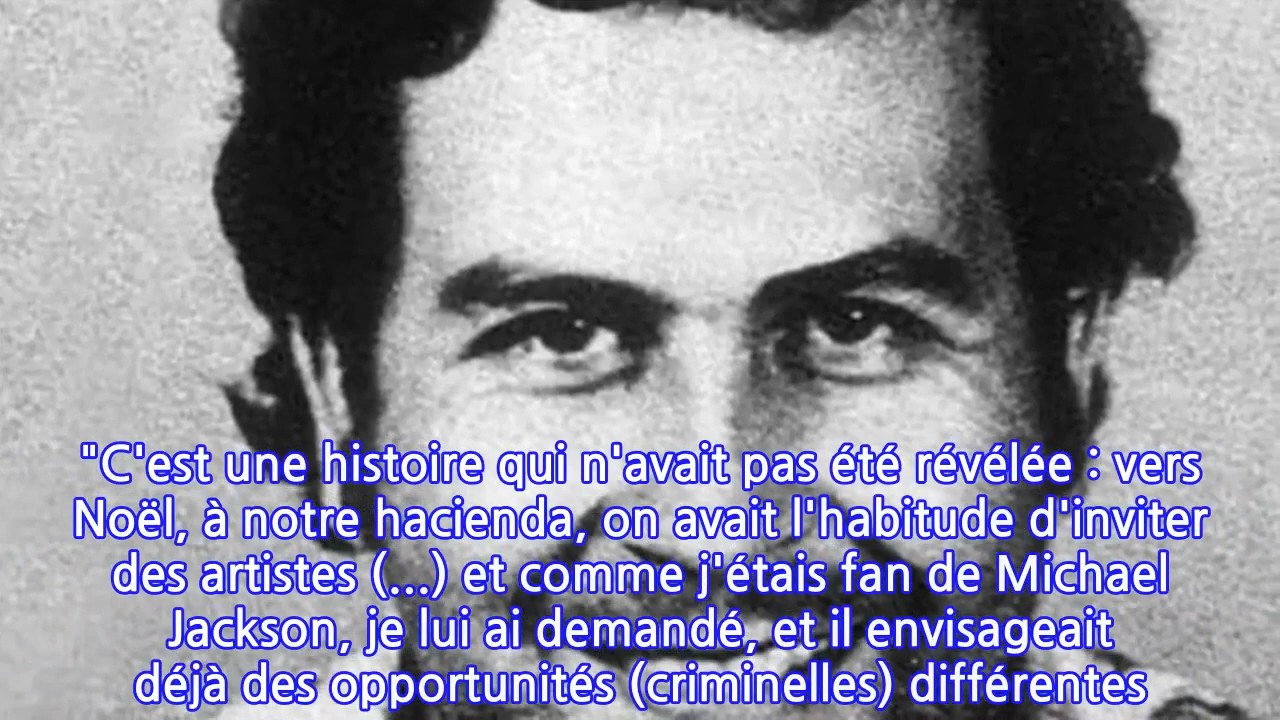 "C'est une histoire qui n'avait pas été révélée : vers
Noël, à notre hacienda, on avait l'habitude d'inviter
des artistes (...) et comme j'étais fan de Michael
Jackson, je lui ai demandé, et il envisageait
déjà des opportunités (criminelles) différentes